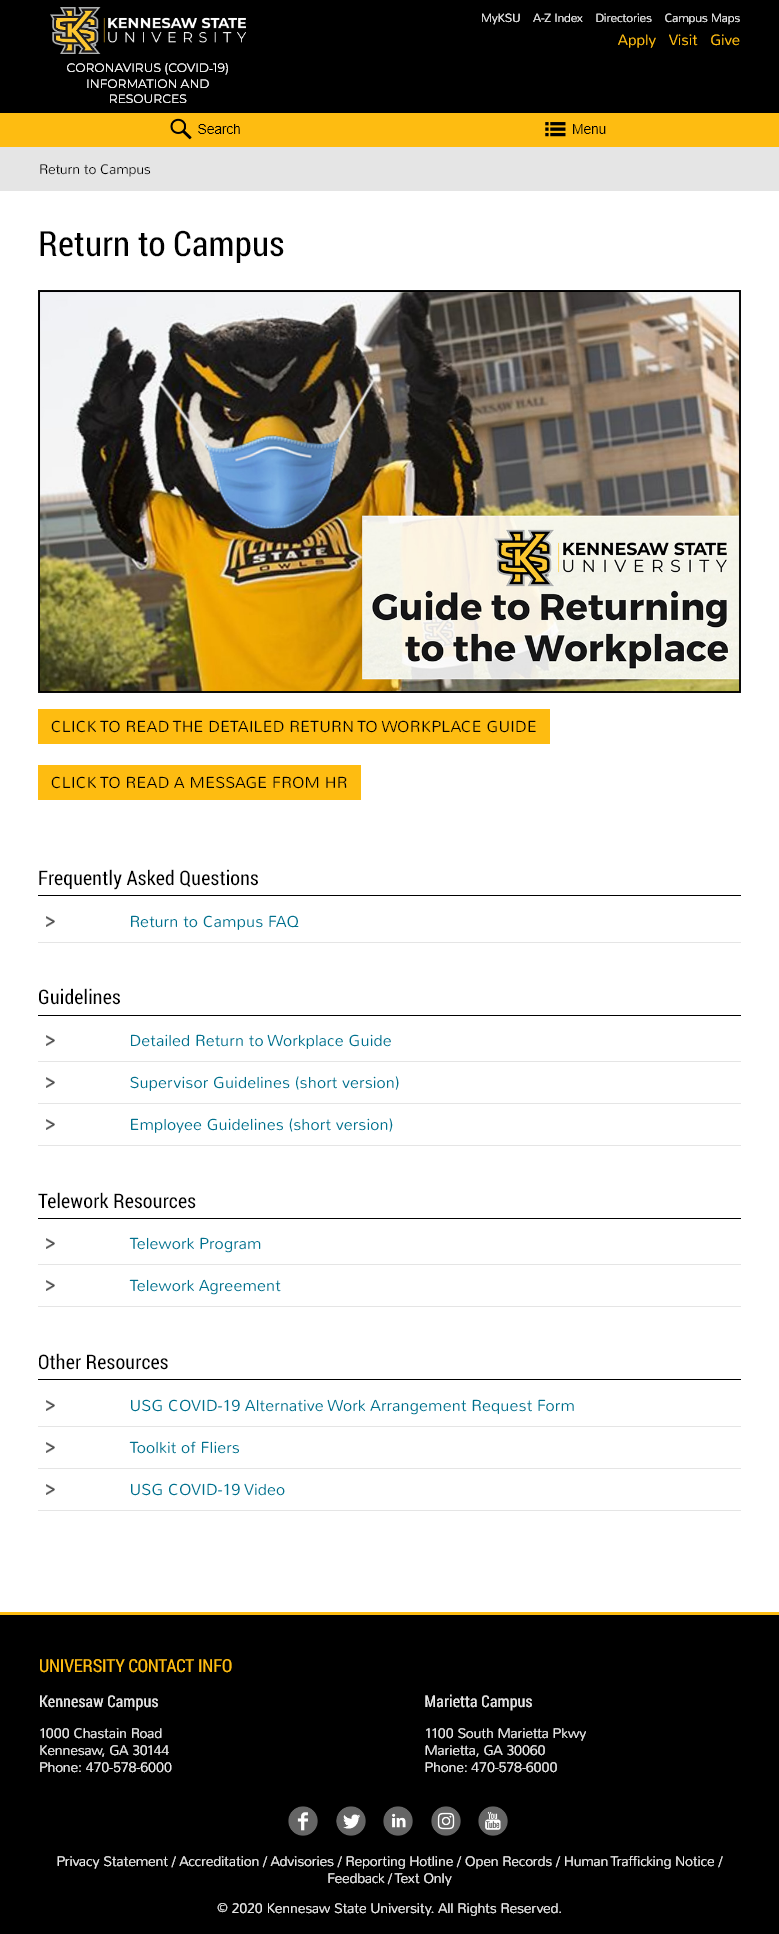 KENNESAW STATE
UNIVERSITY
CORONAVIRUS (COVID-19)
INFORMATION AND
RESOURCES
MyKSU A-Z Index Directories Campus Maps
Apply Visit Give
Search Menu
Return to Campus
Return to Campus
KENNESAW HALL
KENNESAW
STATE
OWLS
KENNESAW STATE
UNIVERSITY
Guide to Returning
to the Workplace
CLICK TO READ THE DETAILED RETURN TO WORKPLACE GUIDE
CLICK TO READ A MESSAGE FROM HR
Frequently Asked Questions
> Return to Campus FAQ
Guidelines
> Detailed Return to Workplace Guide
> Supervisor Guidelines (short version)
> Employee Guidelines (short version)
Telework Resources
> Telework Program
> Telework Agreement
Other Resources
> USG COVID-19 Alternative Work Arrangement Request Form
> Toolkit of Fliers
> USG COVID-19 Video
UNIVERSITY CONTACT INFO
Kennesaw Campus
1000 Chastain Road
Kennesaw, GA 30144
Phone: 470-578-6000
Marietta Campus
1100 South Marietta Pkwy
Marietta, GA 30060
Phone: 470-578-6000
Privacy Statement / Accreditation / Advisories / Reporting Hotline / Open Records / Human Trafficking Notice /
Feedback / Text Only
© 2020 Kennesaw State University. All Rights Reserved.